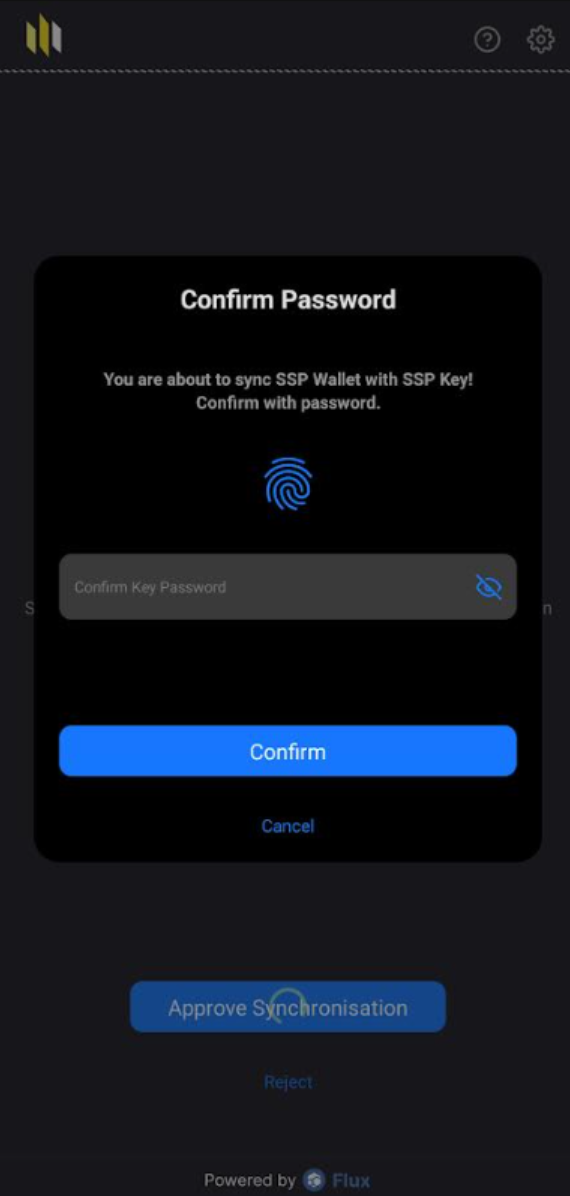 Confirm Password
You are about to sync SSP Wallet with SSP Key!
Confirm with password.
Confirm Key Password
S
n
Confirm
Cancel
Approve Synchronisation
Reject
Powered by Flux